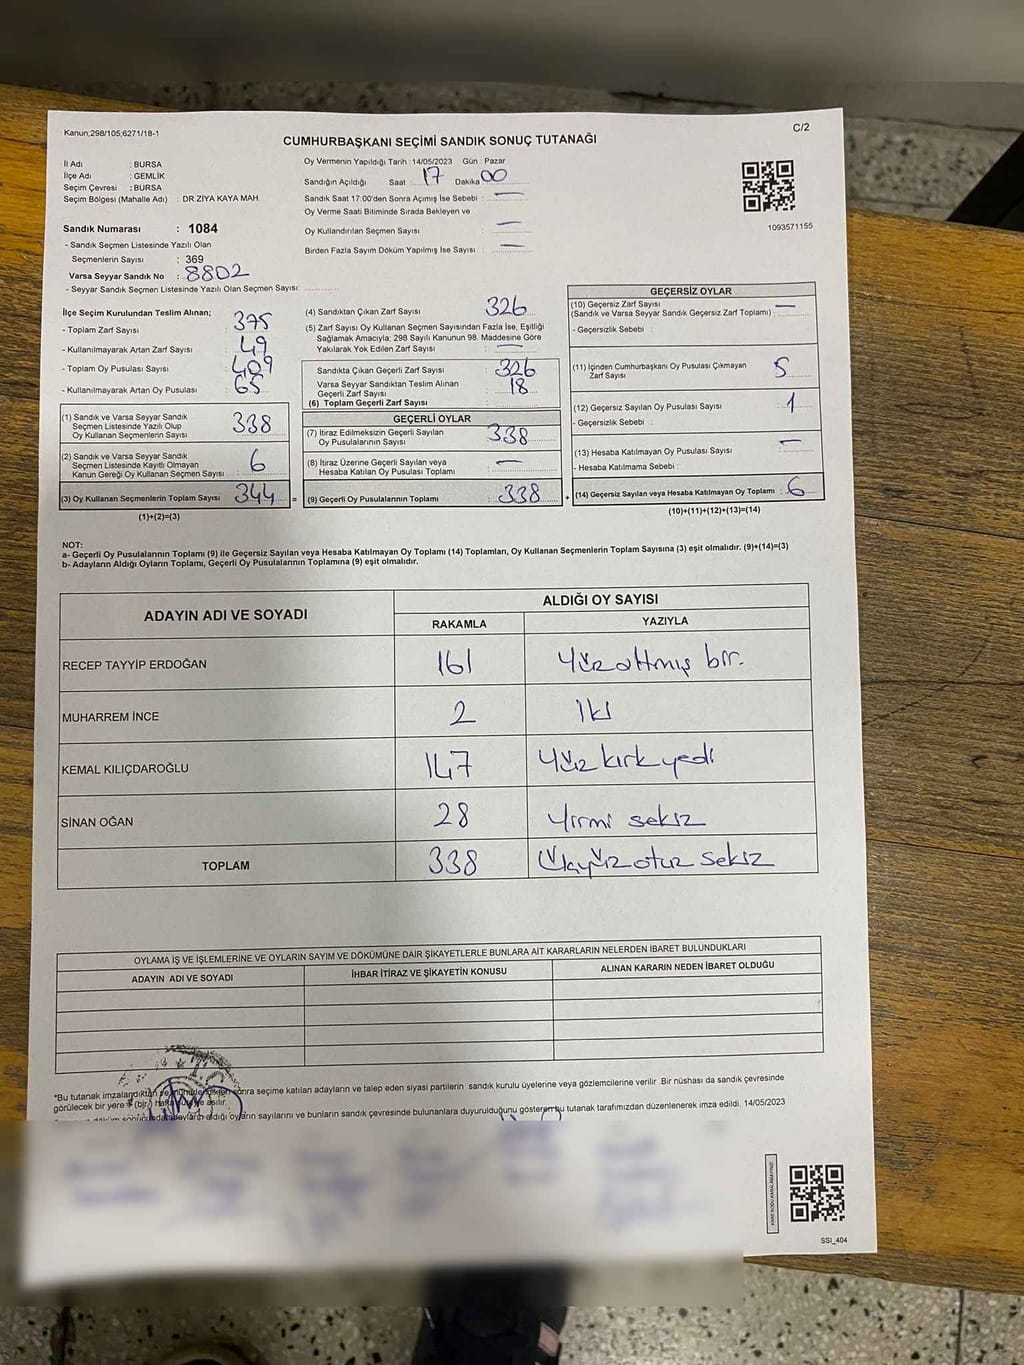 Kanun;298/105,6271/18-1
C/2
CUMHURBAŞKANI SEÇİMİ SANDIK SONUÇ TUTANAĞI
İl Adı : BURSA
İlçe Adı : GEMLİK
Seçim Çevresi : BURSA
Seçim Bölgesi (Mahalle Adı) : DR.ZİYA KAYA MAH
Sandık Numarası : 1084
- Sandık Seçmen Listesinde Yazılı Olan
Seçmenlerin Sayısı : 369
Varsa Seyyar Sandık No : 8802
- Seyyar Sandık Seçmen Listesinde Yazılı Olan Seçmen Sayısı:
Oy Vermenin Yapıldığı Tarih : 14/05/2023 Gün : Pazar
Sandığın Açıldığı Saat : 17 Dakika 00
Sandık Saat 17:00'den Sonra Açımış İse Sebebi : —
Oy Verme Saati Bitiminde Sırada Bekleyen ve
Oy Kullandırılan Seçmen Sayısı : —
Birden Fazla Sayım Döküm Yapılmış İse Sayısı : —
1093571155
İlçe Seçim Kurulundan Teslim Alınan;
- Toplam Zarf Sayısı : 375
- Kullanılmayarak Artan Zarf Sayısı : 49
- Toplam Oy Pusulası Sayısı : 409
- Kullanılmayarak Artan Oy Pusulası : 65
(1) Sandık ve Varsa Seyyar Sandık
Seçmen Listesinde Yazılı Olup
Oy Kullanan Seçmenlerin Sayısı : 338
(2) Sandık ve Varsa Seyyar Sandık
Seçmen Listesinde Kayıtlı Olmayan
Kanun Gereği Oy Kullanan Seçmen Sayısı : 6
(3) Oy Kullanan Seçmenlerin Toplam Sayısı : 344 =
(1)+(2)=(3)
(4) Sandıktan Çıkan Zarf Sayısı : 326
(5) Zarf Sayısı Oy Kullanan Seçmen Sayısından Fazla İse, Eşitliği
Sağlamak Amacıyla; 298 Sayılı Kanunun 98. Maddesine Göre
Yakılarak Yok Edilen Zarf Sayısı : —
Sandıkta Çıkan Geçerli Zarf Sayısı : 326
Varsa Seyyar Sandıktan Teslim Alınan
Geçerli Zarf Sayısı : 18
(6) Toplam Geçerli Zarf Sayısı :
GEÇERLİ OYLAR
(7) İtiraz Edilmeksizin Geçerli Sayılan
Oy Pusulalarının Sayısı : 338
(8) İtiraz Üzerine Geçerli Sayılan veya
Hesaba Katılan Oy Pusulası Toplamı : —
(9) Geçerli Oy Pusulalarının Toplamı : 338 +
GEÇERSİZ OYLAR
(10) Geçersiz Zarf Sayısı
(Sandık ve Varsa Seyyar Sandık Geçersiz Zarf Toplamı) : —
- Geçersizlik Sebebi :
(11) İçinden Cumhurbaşkanı Oy Pusulası Çıkmayan
Zarf Sayısı : 5
(12) Geçersiz Sayılan Oy Pusulası Sayısı : 1
- Geçersizlik Sebebi :
(13) Hesaba Katılmayan Oy Pusulası Sayısı : —
- Hesaba Katılmama Sebebi :
(14) Geçersiz Sayılan veya Hesaba Katılmayan Oy Toplamı : 6
(10)+(11)+(12)+(13)=(14)
NOT:
a- Geçerli Oy Pusulalarının Toplamı (9) ile Geçersiz Sayılan veya Hesaba Katılmayan Oy Toplamı (14) Toplamları, Oy Kullanan Seçmenlerin Toplam Sayısına (3) eşit olmalıdır. (9)+(14)=(3)
b- Adayların Aldığı Oyların Toplamı, Geçerli Oy Pusulalarının Toplamına (9) eşit olmalıdır.
ADAYIN ADI VE SOYADI
ALDIĞI OY SAYISI
RAKAMLA YAZIYLA
RECEP TAYYİP ERDOĞAN 161 Yüz altmış bir.
MUHARREM İNCE 2 İki
KEMAL KILIÇDAROĞLU 147 Yüz kırk yedi
SİNAN OĞAN 28 Yirmi sekiz
TOPLAM 338 Üçyüz otuz sekiz
OYLAMA İŞ VE İŞLEMLERİNE VE OYLARIN SAYIM VE DÖKÜMÜNE DAİR ŞİKAYETLERLE BUNLARA AİT KARARLARIN NELERDEN İBARET BULUNDUKLARI
ADAYIN ADI VE SOYADI İHBAR İTİRAZ VE ŞİKAYETİN KONUSU ALINAN KARARIN NEDEN İBARET OLDUĞU
*Bu tutanak imzalandıktan ve sonra seçime katılan adayların ve talep eden siyasi partilerin sandık kurulu üyelerine veya gözlemcilerine verilir .Bir nüshası da sandık çevresinde
görülecek bir yere (bir) asılır.
aldığı oyların sayılarını ve bunların sandık çevresinde bulunanlara duyurulduğunu gösteren bu tutanak tarafımızdan düzenlenerek imza edildi. 14/05/2023
SSI_404